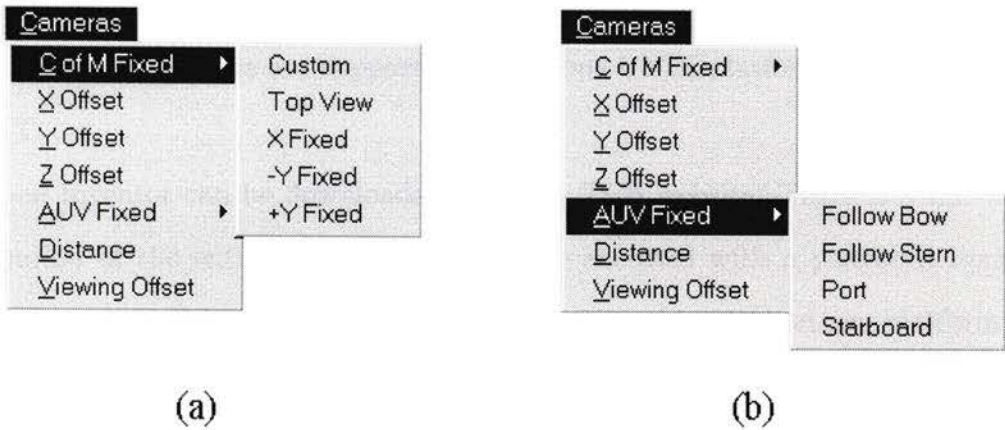 Cameras
C of M Fixed
X Offset
Y Offset
Z Offset
AUV Fixed
Distance
Viewing Offset
Custom
Top View
X Fixed
-Y Fixed
+Y Fixed
(a)
Cameras
C of M Fixed
X Offset
Y Offset
Z Offset
AUV Fixed
Distance
Viewing Offset
Follow Bow
Follow Stern
Port
Starboard
(b)